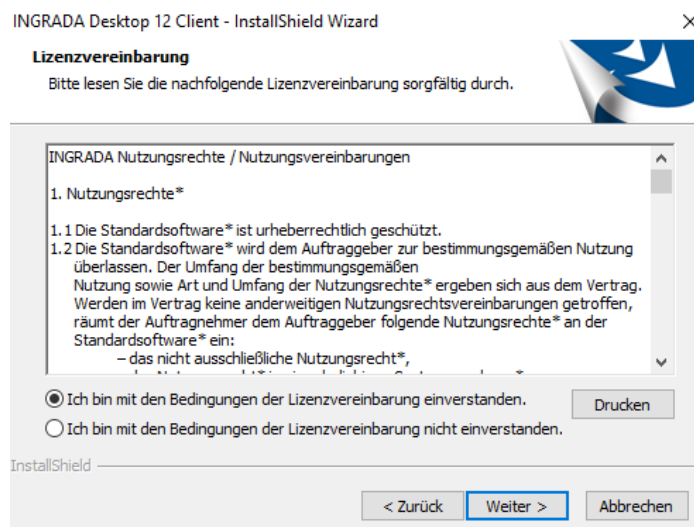 INGRADA Desktop 12 Client - InstallShield Wizard
Lizenzvereinbarung
Bitte lesen Sie die nachfolgende Lizenzvereinbarung sorgfältig durch.
INGRADA Nutzungsrechte / Nutzungsvereinbarungen
1. Nutzungsrechte*
1.1 Die Standardsoftware* ist urheberrechtlich geschützt.
1.2 Die Standardsoftware* wird dem Auftraggeber zur bestimmungsgemäßen Nutzung
überlassen. Der Umfang der bestimmungsgemäßen
Nutzung sowie Art und Umfang der Nutzungsrechte* ergeben sich aus dem Vertrag.
Werden im Vertrag keine anderweitigen Nutzungsrechtsvereinbarungen getroffen,
räumt der Auftragnehmer dem Auftraggeber folgende Nutzungsrechte* an der
Standardsoftware* ein:
– das nicht ausschließliche Nutzungsrecht*,
Ich bin mit den Bedingungen der Lizenzvereinbarung einverstanden.
Drucken
Ich bin mit den Bedingungen der Lizenzvereinbarung nicht einverstanden.
InstallShield
< Zurück
Weiter >
Abbrechen